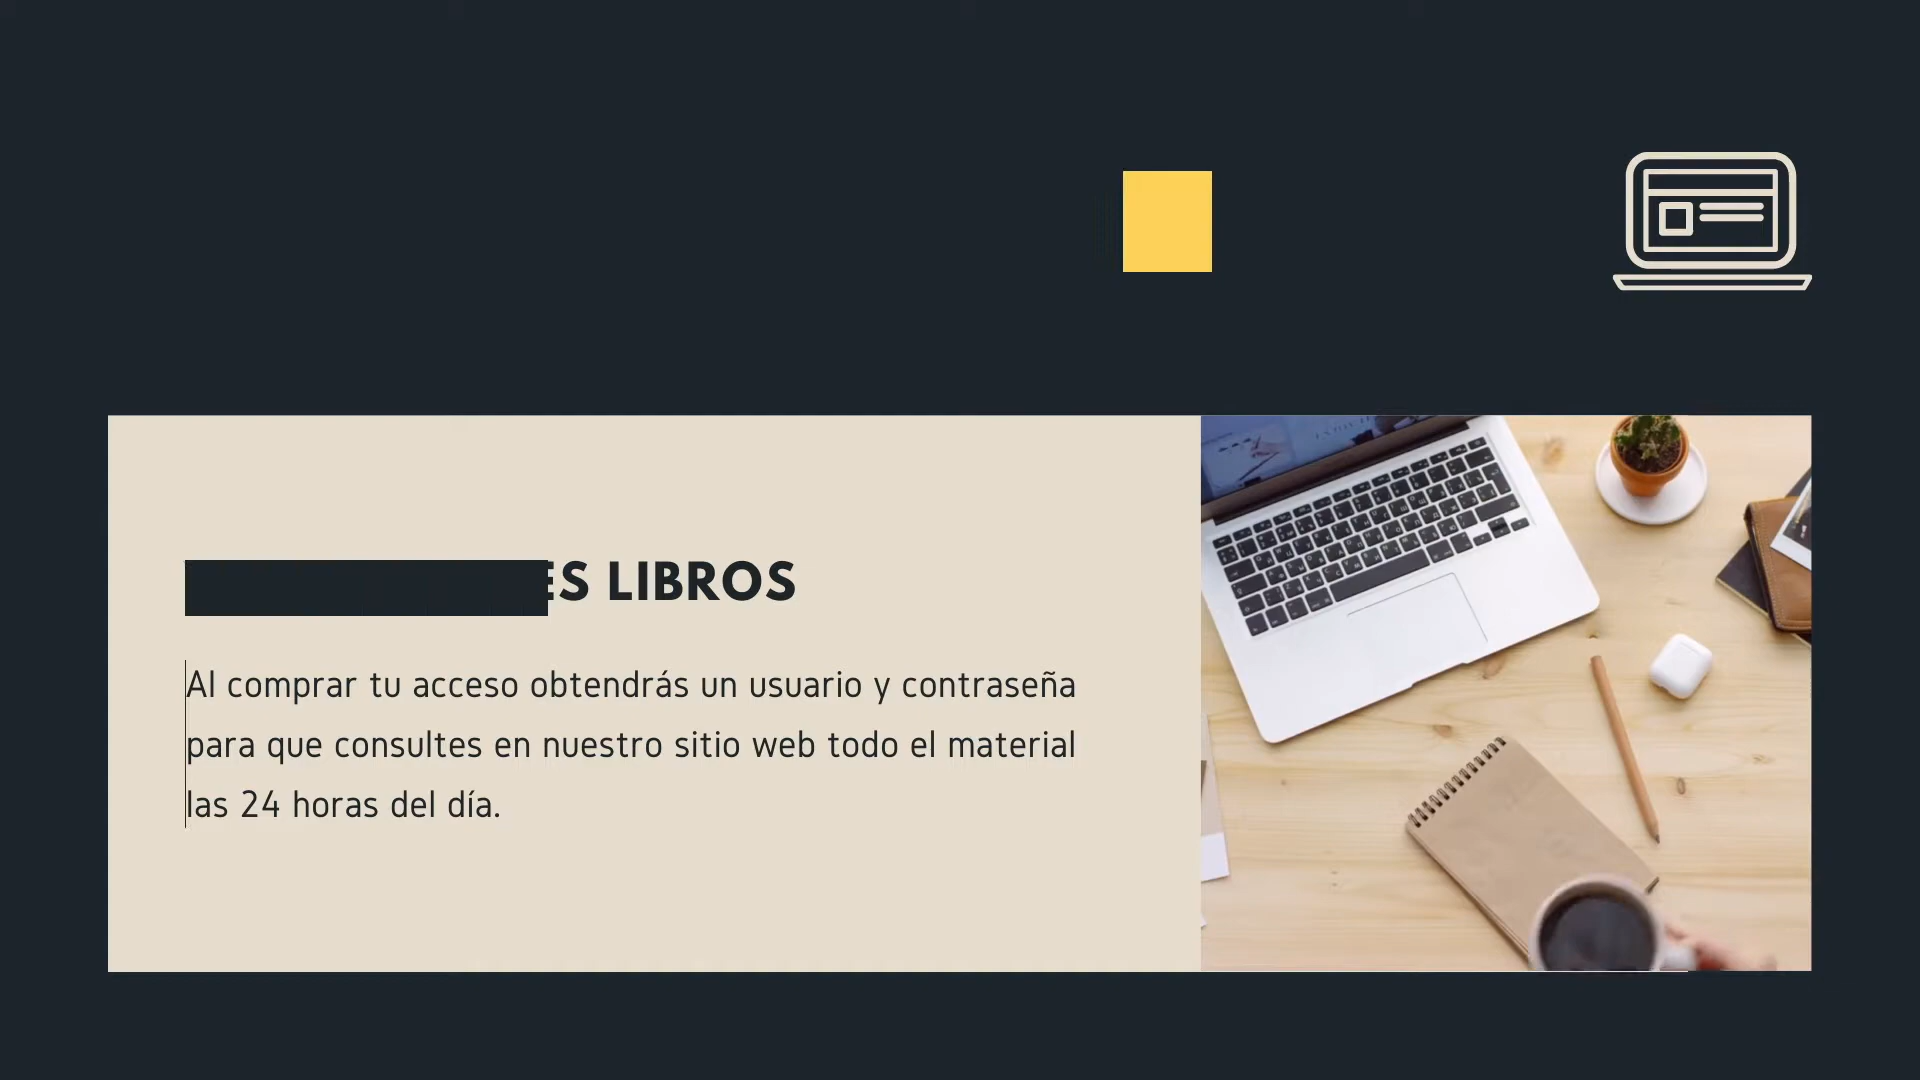 ES LIBROS
Al comprar tu acceso obtendrás un usuario y contraseña
para que consultes en nuestro sitio web todo el material
las 24 horas del día.